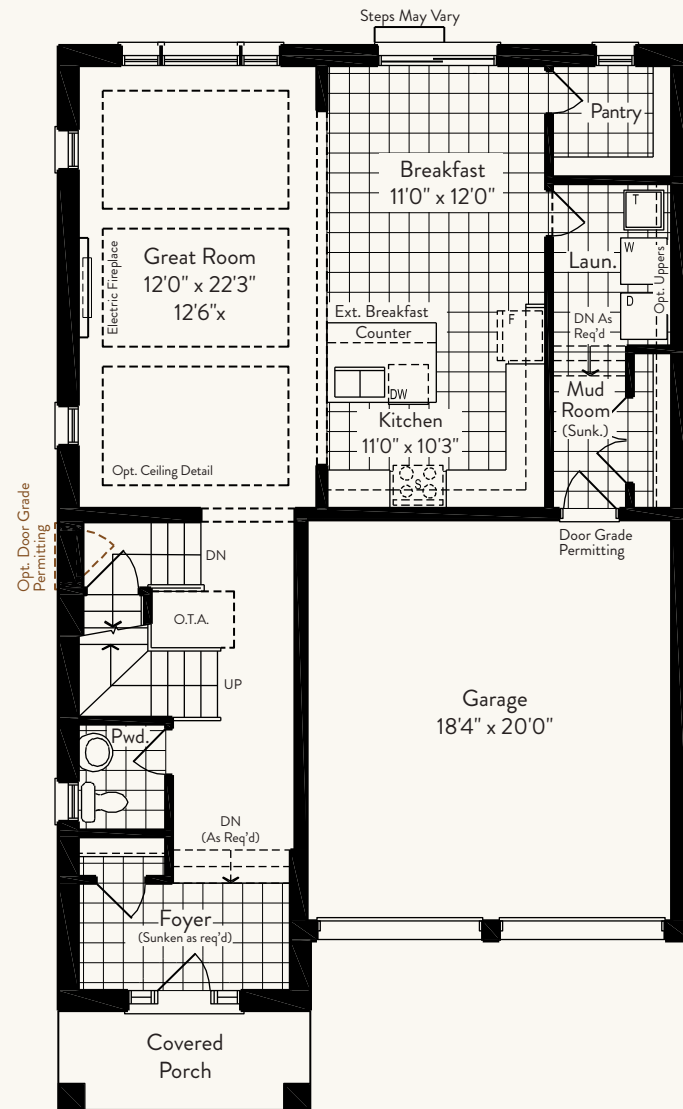 Steps May Vary
Pantry
Breakfast
11'0" x 12'0"
T
W
D
Opt. Uppers
Laun.
Great Room
12'0" x 22'3"
12'6"x
Electric Fireplace
Ext. Breakfast
Counter
F
DN As
Req'd
DW
Mud
Room
(Sunk.)
Kitchen
11'0" x 10'3"
S
Opt. Ceiling Detail
Opt. Door Grade
Permitting
Door Grade
Permitting
DN
O.T.A.
UP
Garage
18'4" x 20'0"
Pwd.
DN
(As Req'd)
Foyer
(Sunken as req'd)
Covered
Porch